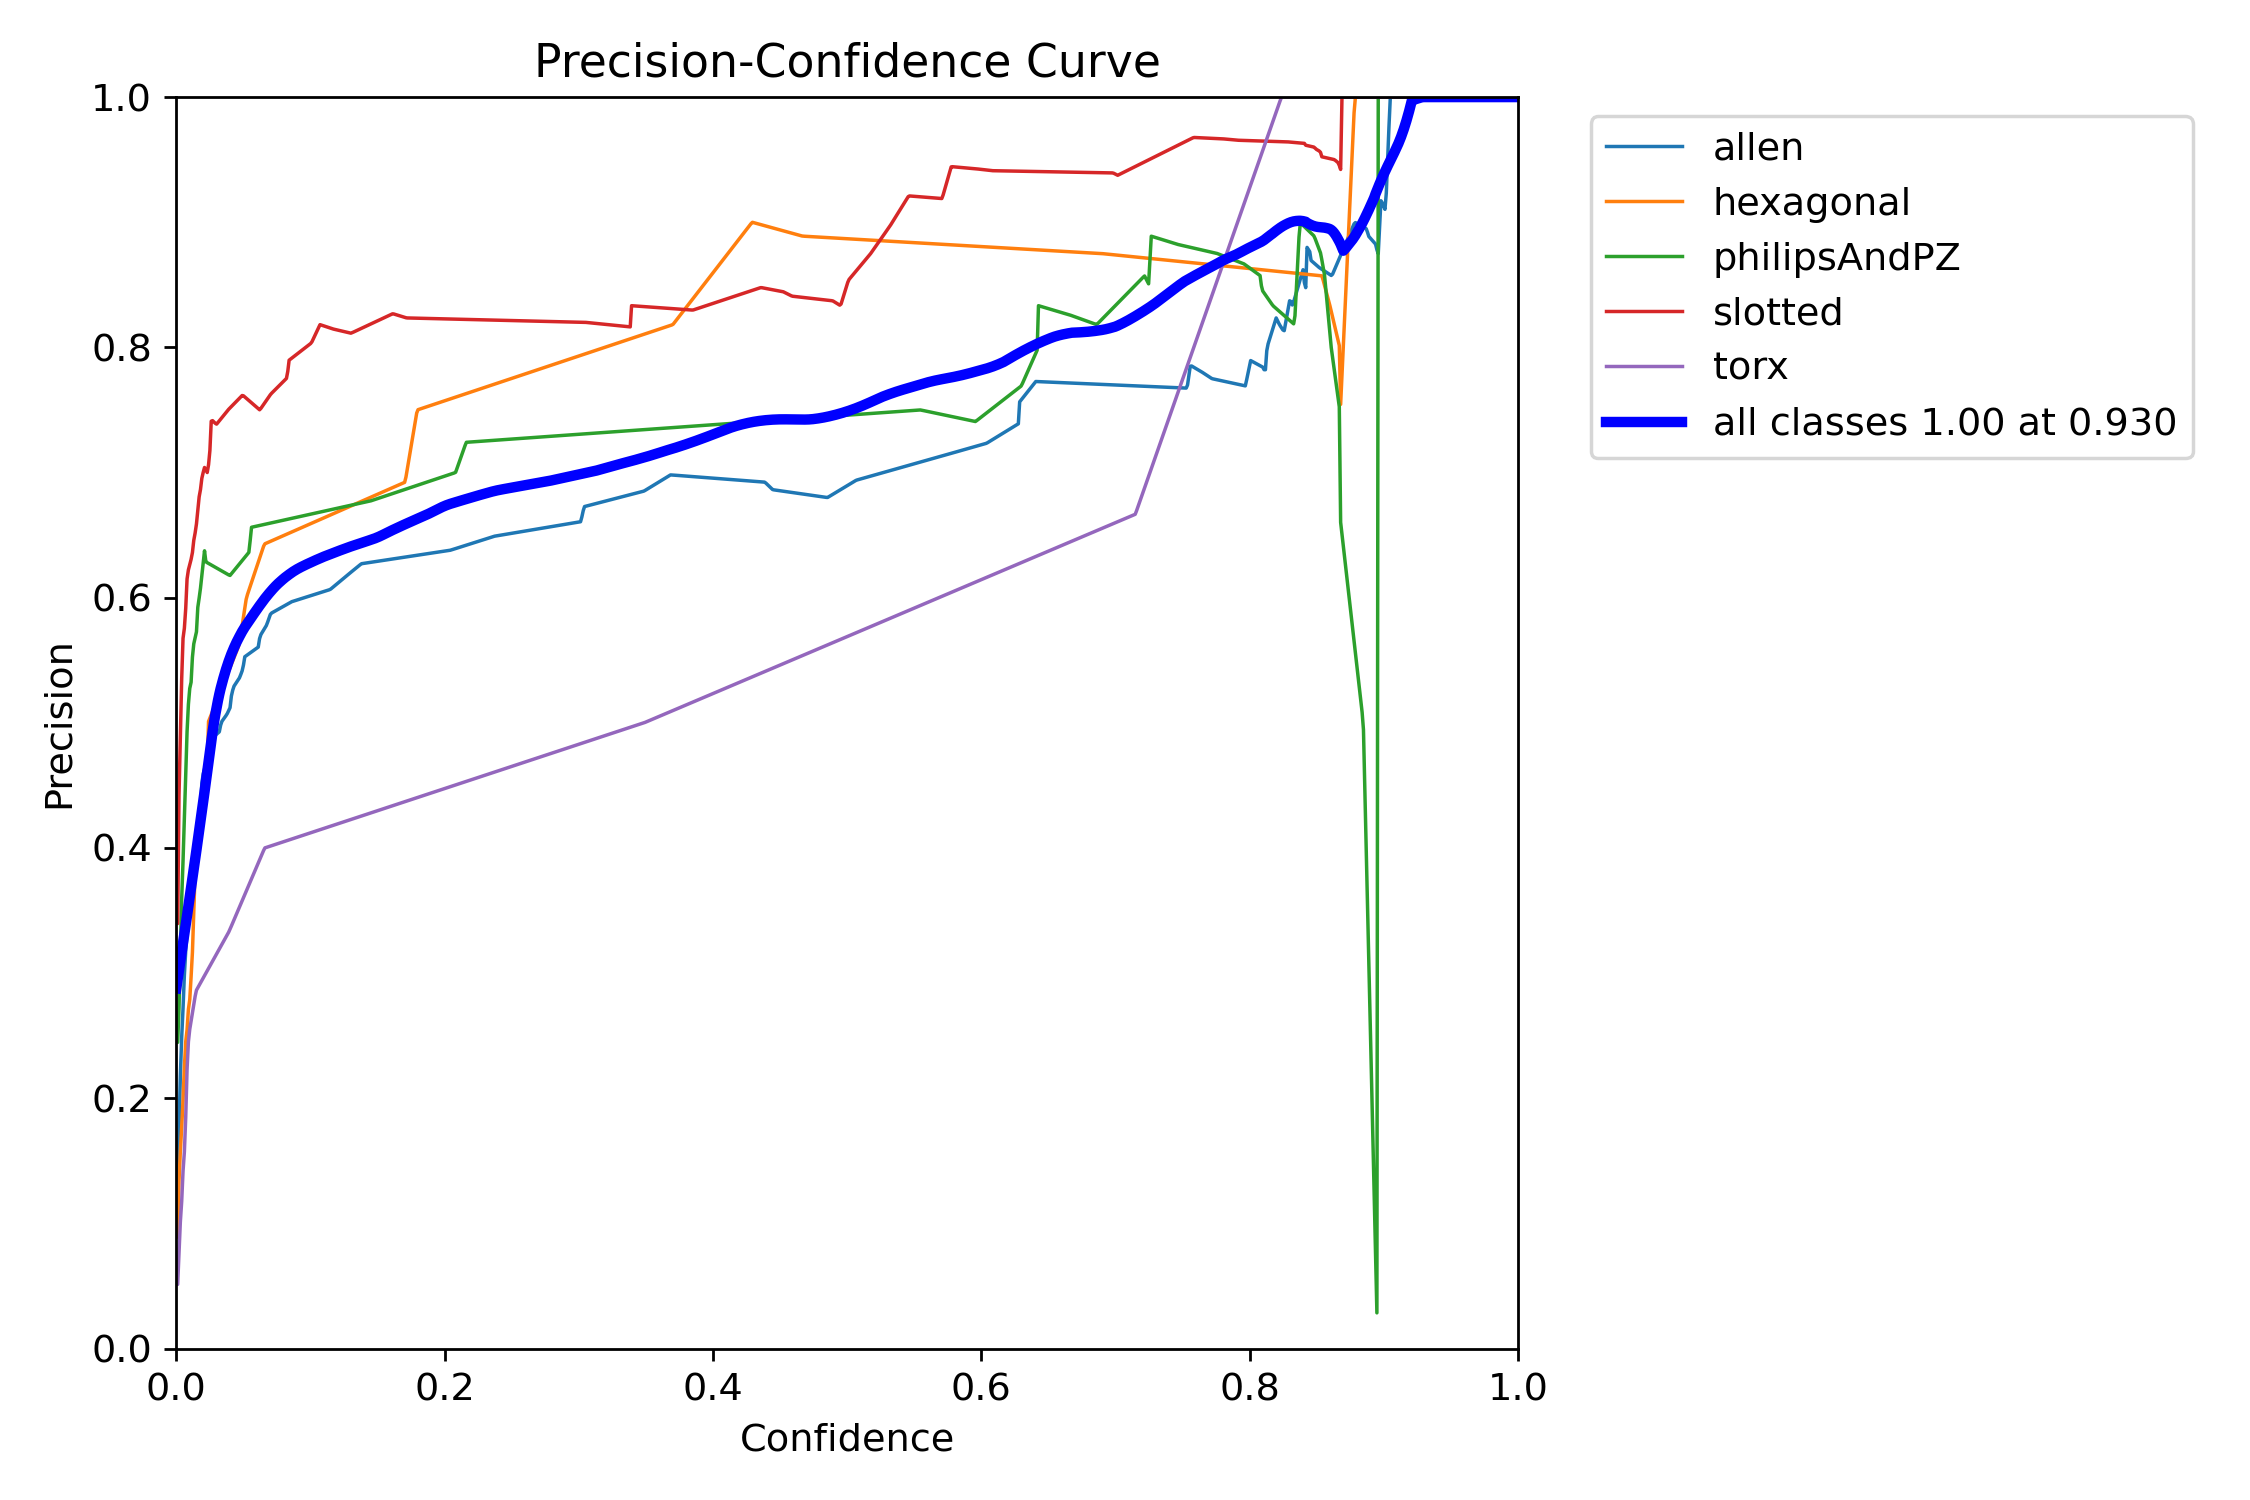 Precision-Confidence Curve
1.0
0.8
0.6
0.4
0.2
0.0
Precision
0.0 0.2 0.4 0.6 0.8 1.0
Confidence
allen
hexagonal
philipsAndPZ
slotted
torx
all classes 1.00 at 0.930